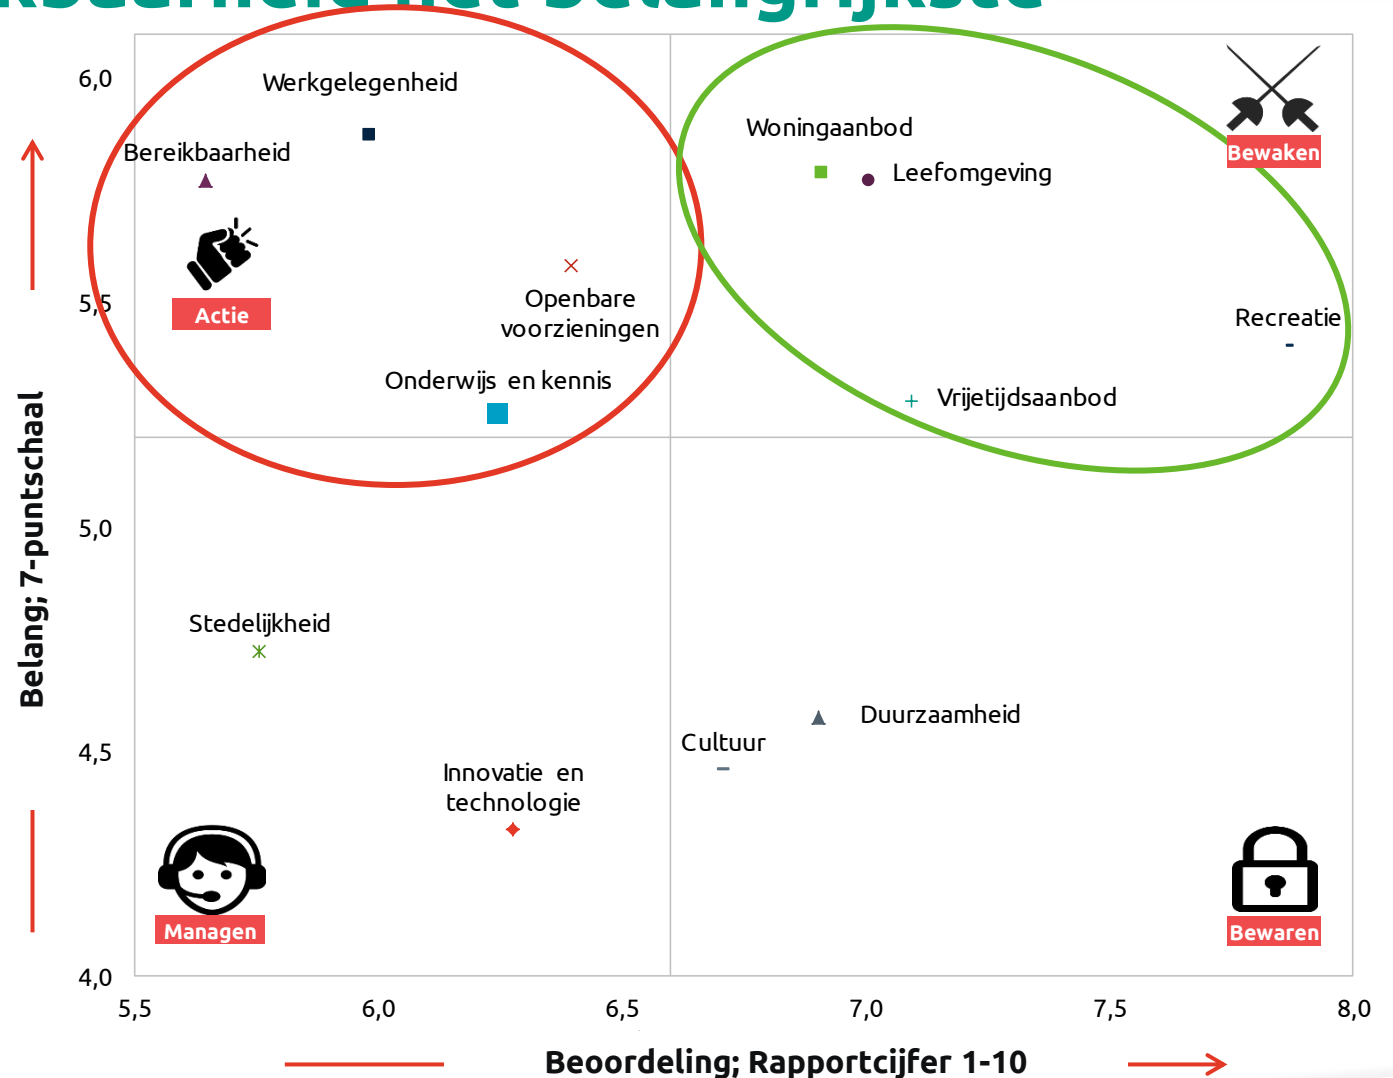 belangrijkste
6,0
Werkgelegenheid
Woningaanbod
Bewaken
Bereikbaarheid
Leefomgeving
5,5
Actie
Openbare
voorzieningen
Recreatie
Onderwijs en kennis
Vrijetijdsaanbod
Belang; 7-puntschaal
5,0
Stedelijkheid
Duurzaamheid
Cultuur
4,5
Innovatie en
technologie
Managen
Bewaren
4,0
5,5 6,0 6,5 7,0 7,5 8,0
Beoordeling; Rapportcijfer 1-10